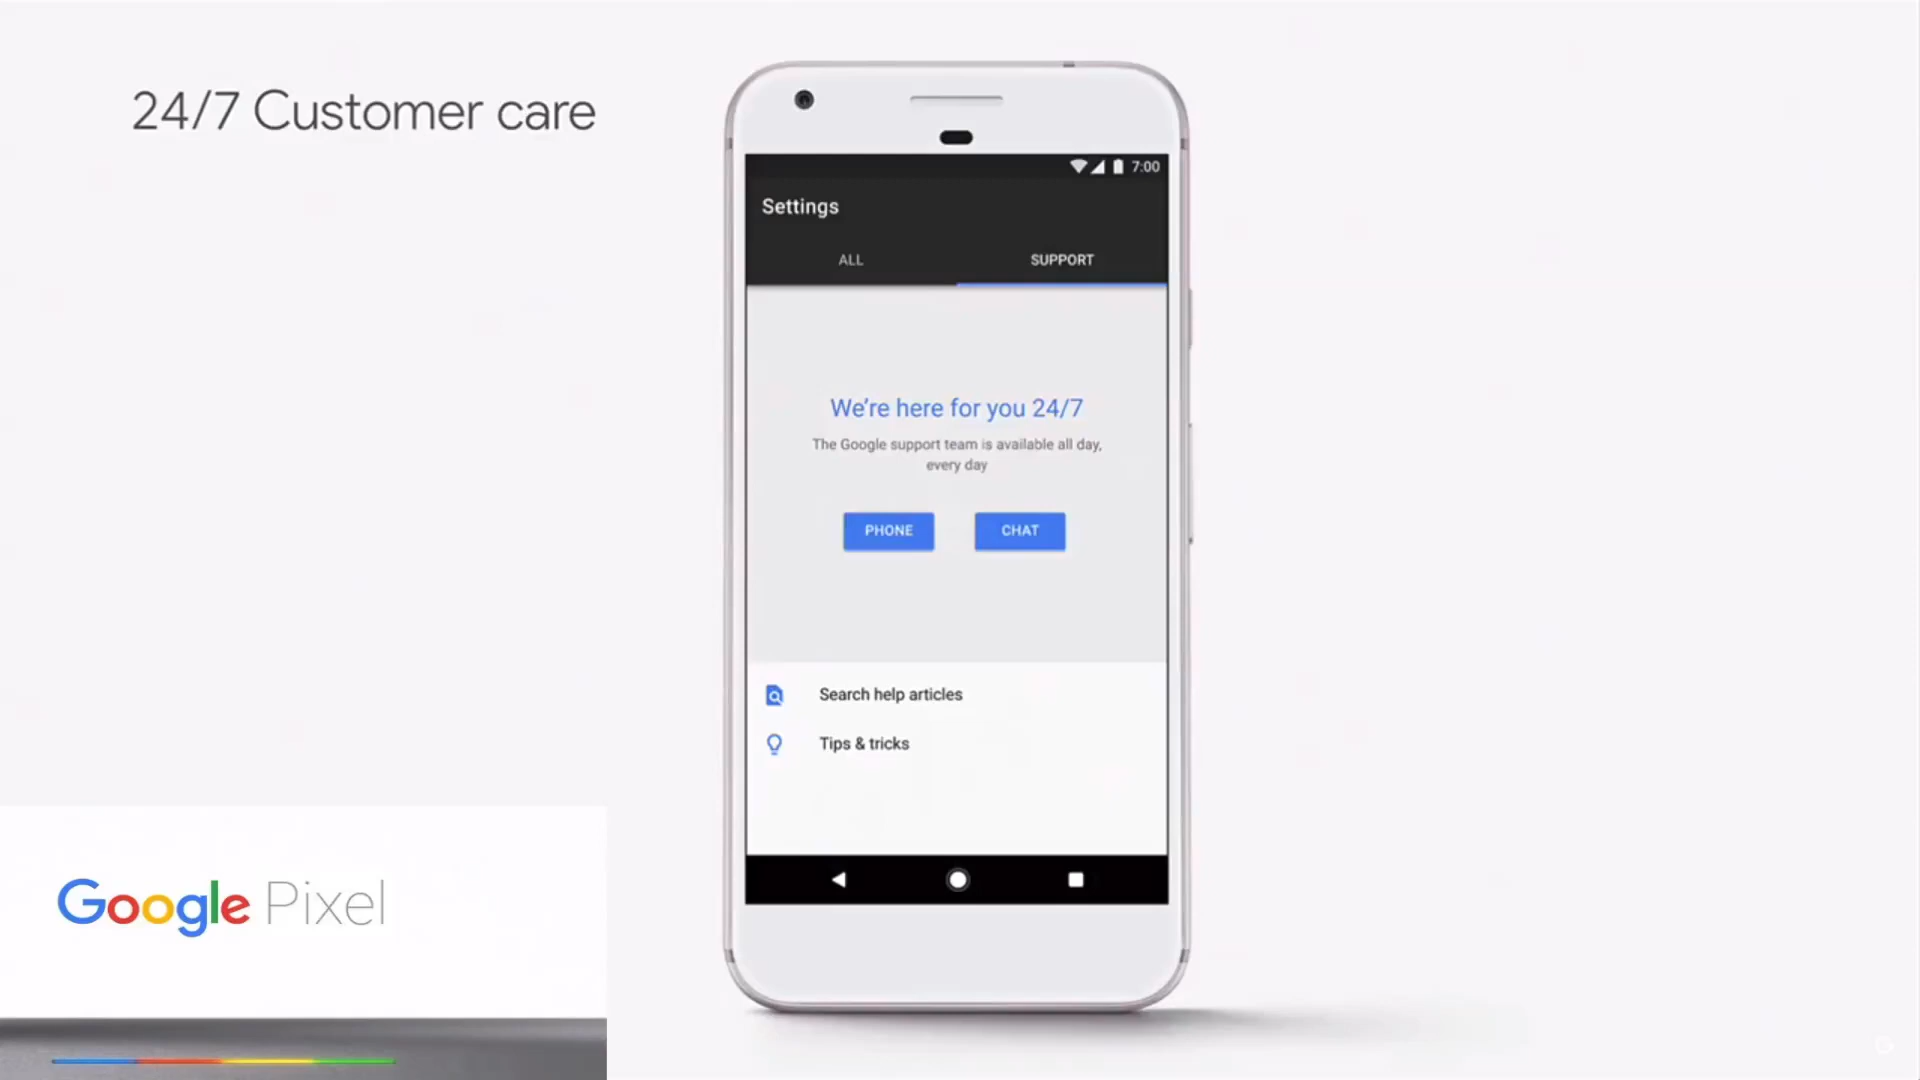 24/7 Customer care
7:00
Settings
ALL
SUPPORT
We're here for you 24/7
The Google support team is available all day,
every day
PHONE
CHAT
Search help articles
Tips & tricks
Google Pixel